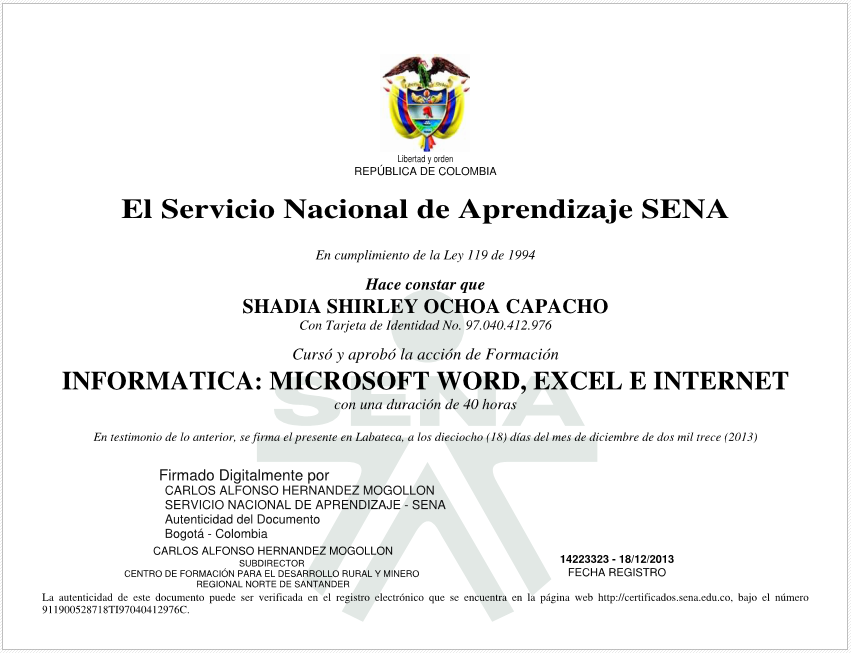 Libertad y orden
REPÚBLICA DE COLOMBIA
El Servicio Nacional de Aprendizaje SENA
En cumplimiento de la Ley 119 de 1994
Hace constar que
SHADIA SHIRLEY OCHOA CAPACHO
Con Tarjeta de Identidad No. 97.040.412.976
Cursó y aprobó la acción de Formación
INFORMATICA: MICROSOFT WORD, EXCEL E INTERNET
con una duración de 40 horas
SENA
En testimonio de lo anterior, se firma el presente en Labateca, a los dieciocho (18) días del mes de diciembre de dos mil trece (2013)
Firmado Digitalmente por
CARLOS ALFONSO HERNANDEZ MOGOLLON
SERVICIO NACIONAL DE APRENDIZAJE - SENA
Autenticidad del Documento
Bogotá - Colombia
CARLOS ALFONSO HERNANDEZ MOGOLLON
SUBDIRECTOR
CENTRO DE FORMACIÓN PARA EL DESARROLLO RURAL Y MINERO
REGIONAL NORTE DE SANTANDER
14223323 - 18/12/2013
FECHA REGISTRO
La autenticidad de este documento puede ser verificada en el registro electrónico que se encuentra en la página web http://certificados.sena.edu.co, bajo el número
911900528718TI97040412976C.